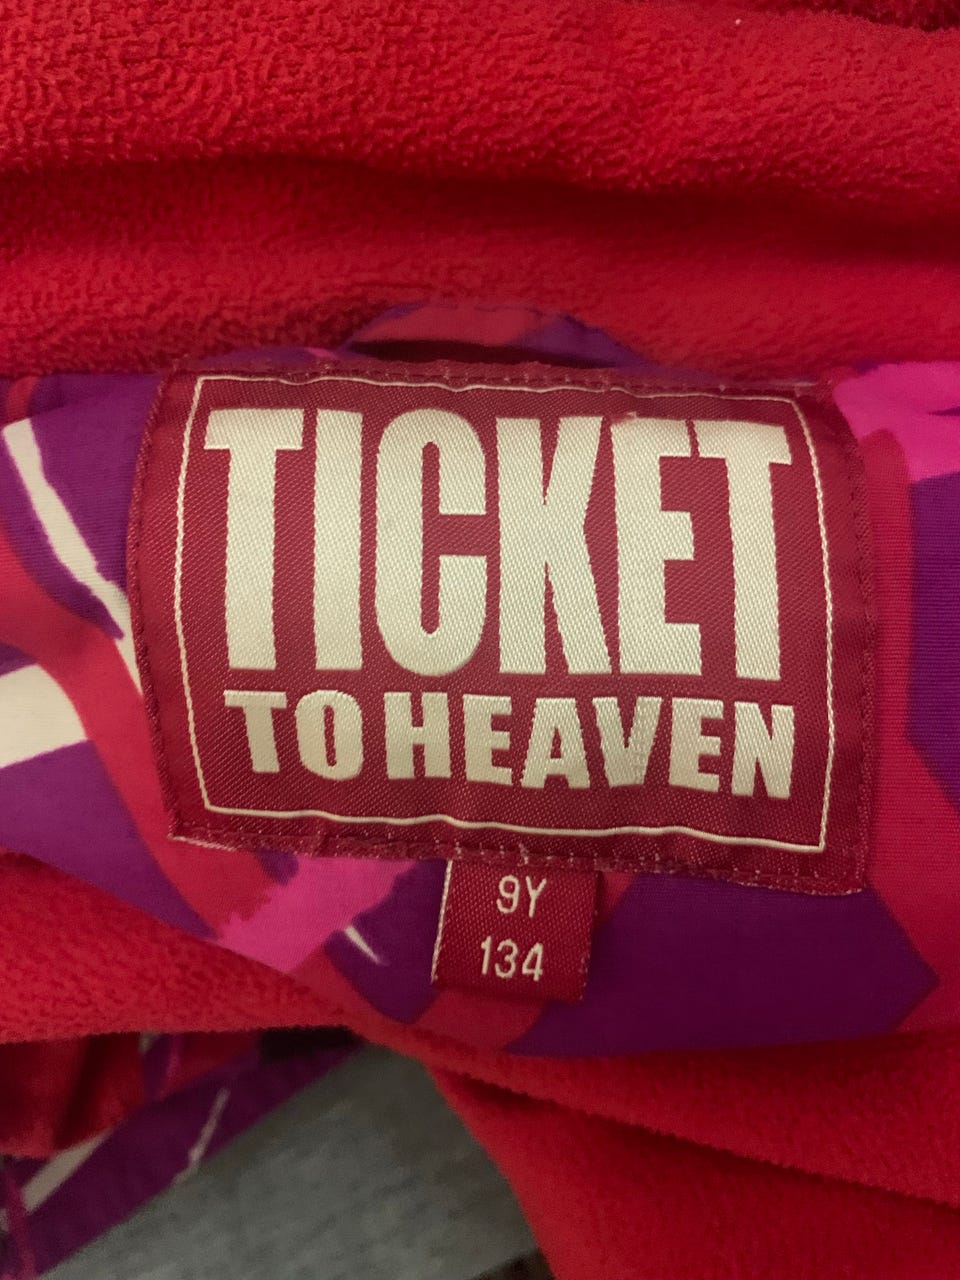 TICKET
TO HEAVEN
9Y
134